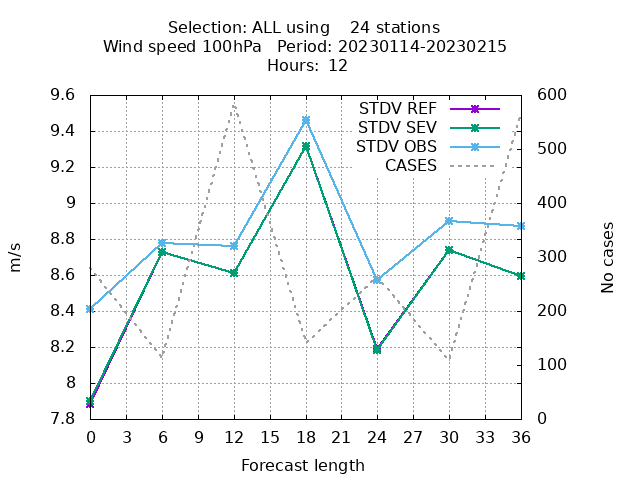 Selection: ALL using    24 stations
Wind speed 100hPa   Period: 20230114-20230215
Hours:  12
STDV REF
STDV SEV
STDV OBS
CASES
9.6
9.4
9.2
9
8.8
8.6
8.4
8.2
8
7.8
m/s
600
500
400
300
200
100
0
No cases
0 3 6 9 12 15 18 21 24 27 30 33 36
Forecast length